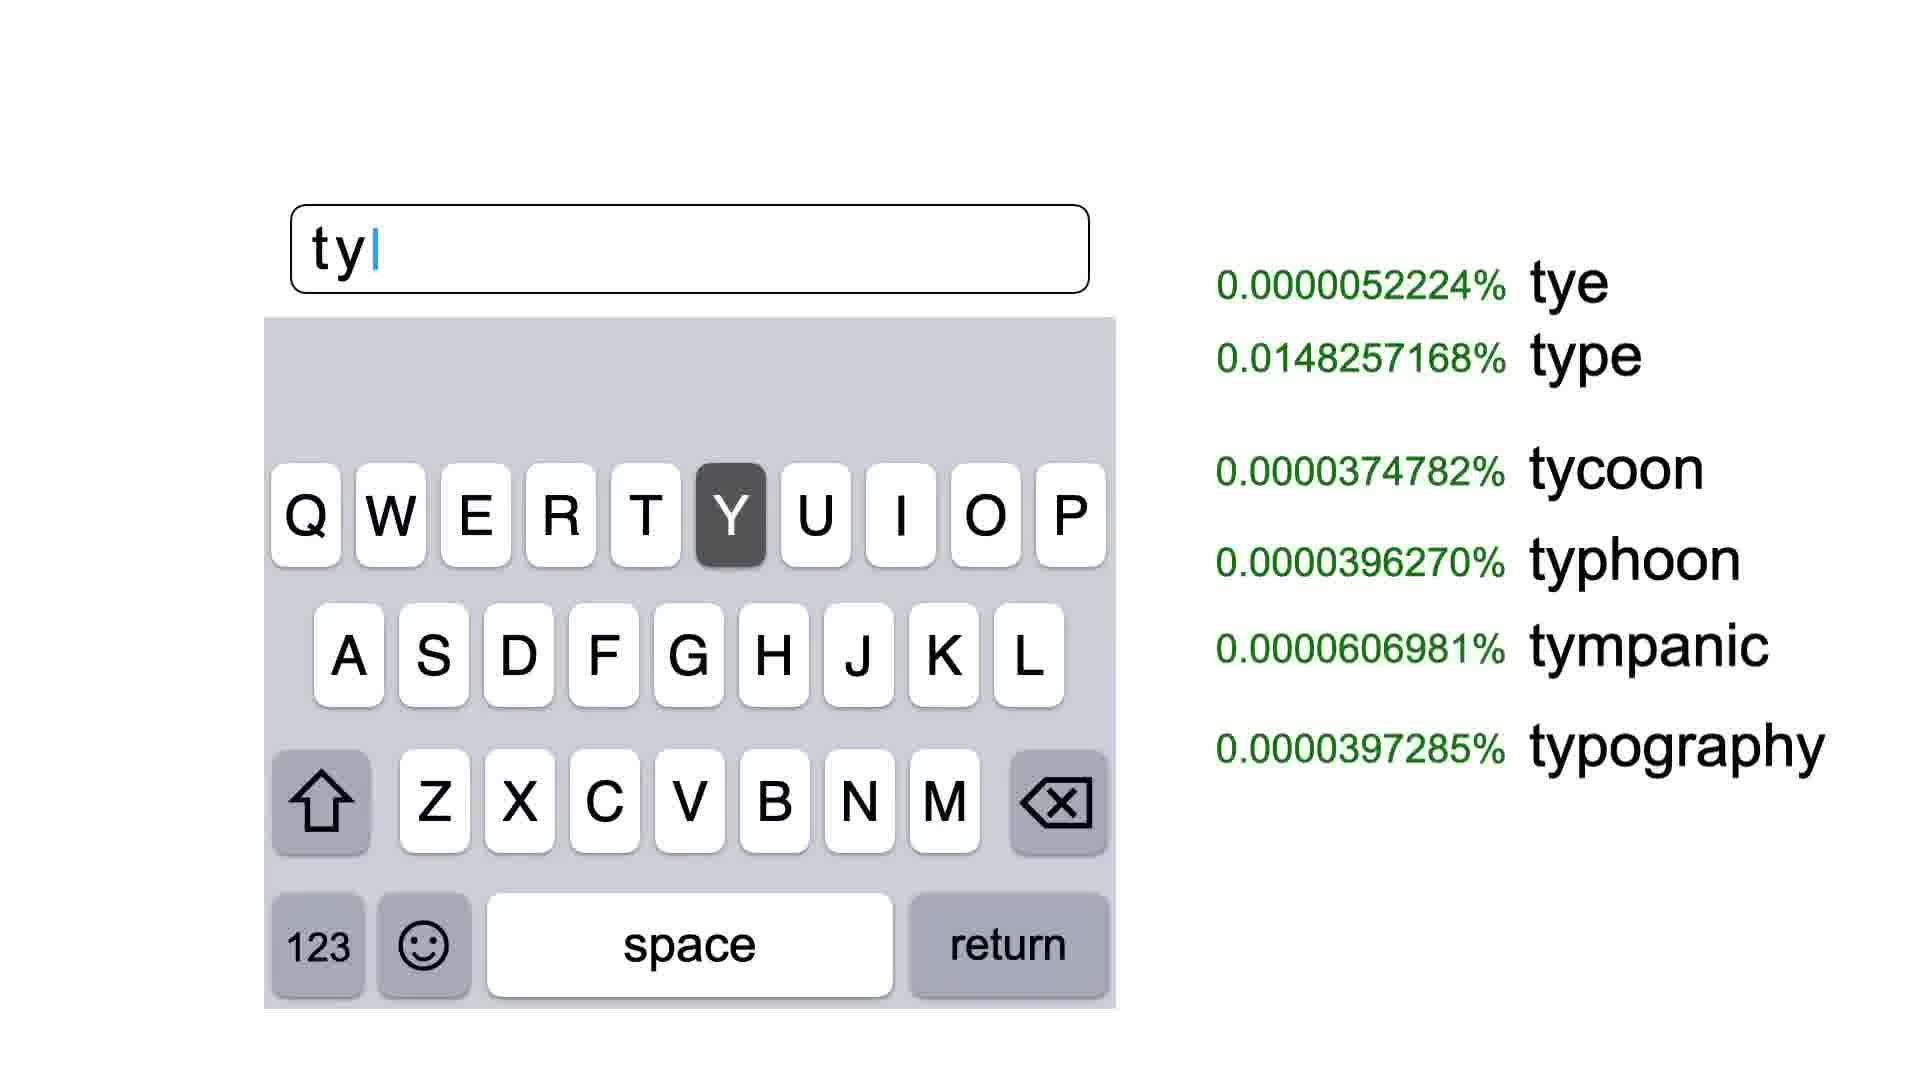 ty
0.0000052224% tye
0.0148257168% type
0.0000374782% tycoon
0.0000396270% typhoon
0.0000606981% tympanic
0.0000397285% typography
Q W E R T Y U I O P
A S D F G H J K L
Z X C V B N M
123 space return